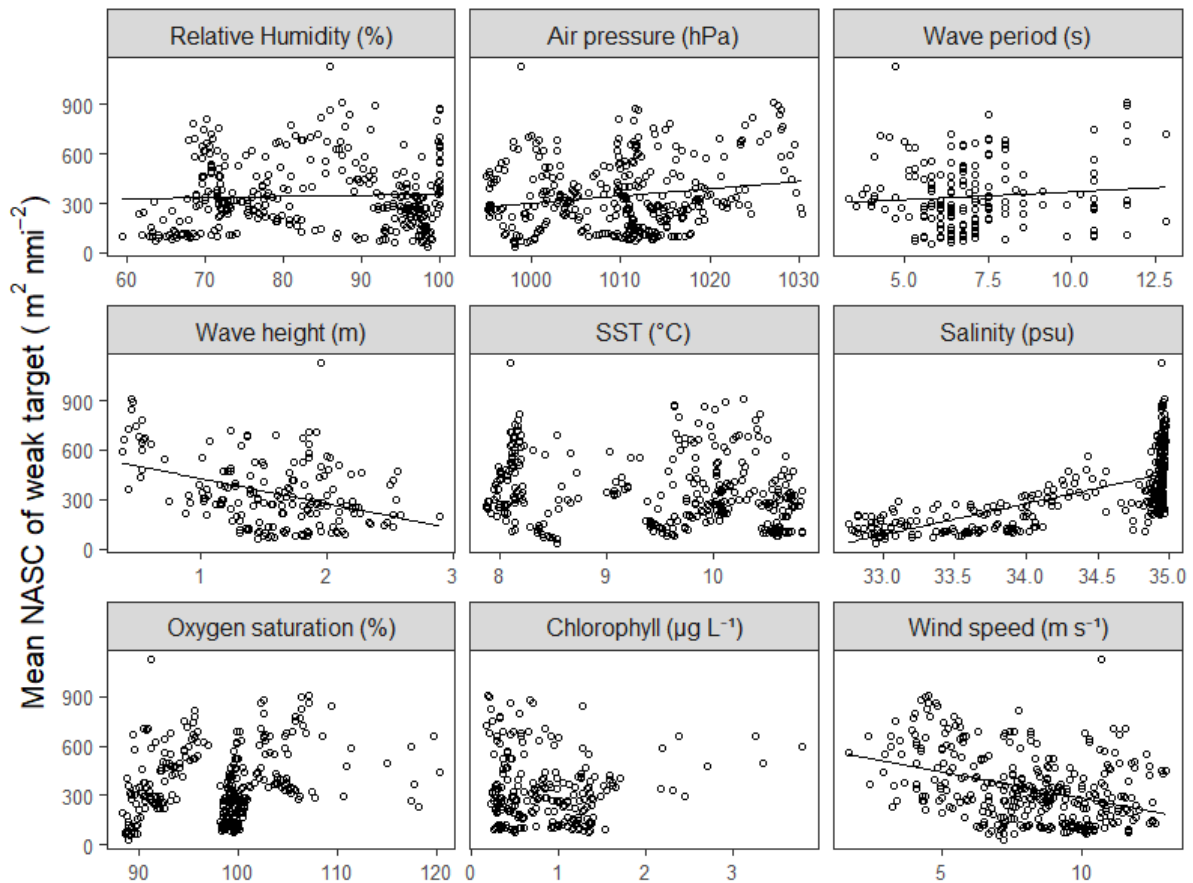 Mean NASC of weak target ( m² nmi⁻²)
Relative Humidity (%)
Air pressure (hPa)
Wave period (s)
900
600
300
0
60 70 80 90 100
1000 1010 1020 1030
5.0 7.5 10.0 12.5
Wave height (m)
SST (°C)
Salinity (psu)
900
600
300
0
1 2 3
8 9 10
33.0 33.5 34.0 34.5 35.0
Oxygen saturation (%)
Chlorophyll (µg L⁻¹)
Wind speed (m s⁻¹)
900
600
300
0
90 100 110 120
0 1 2 3
5 10